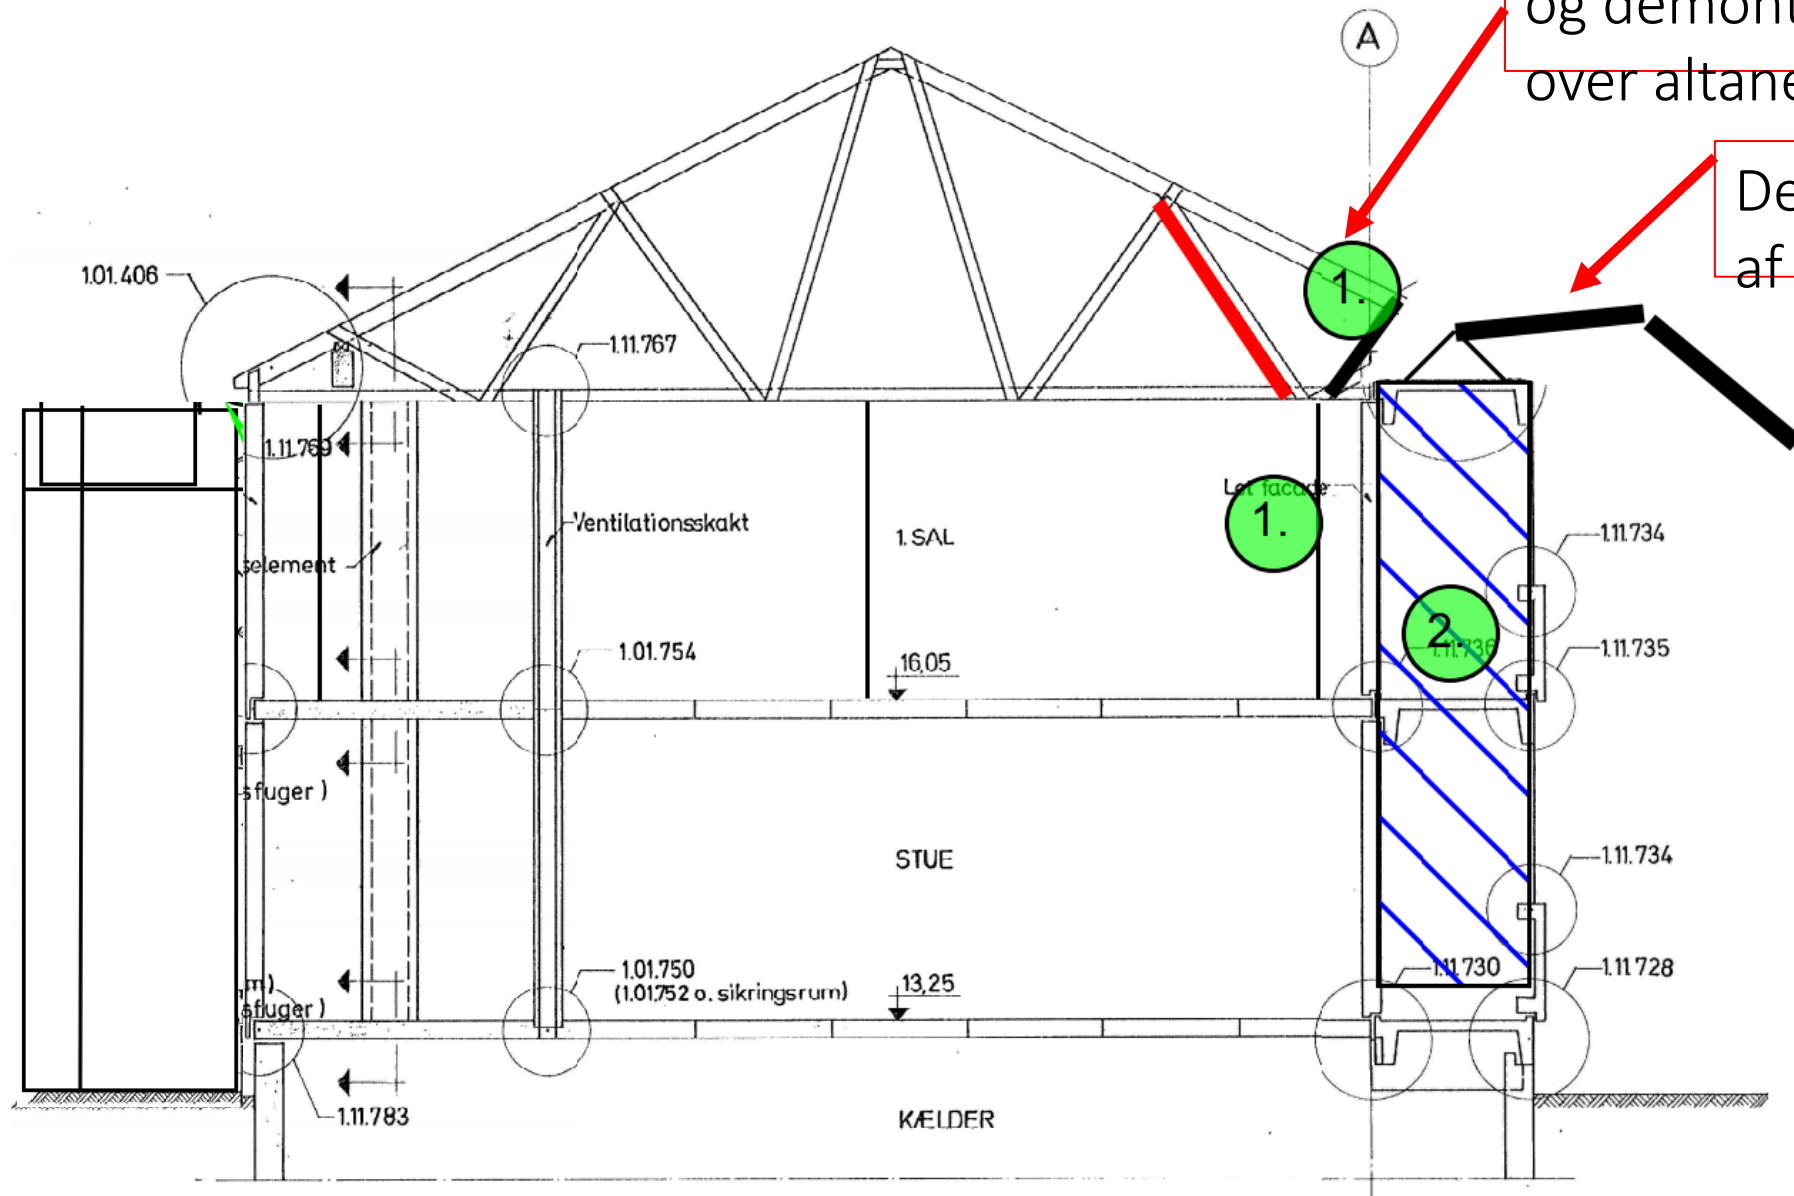 og demont
over altane
A
De
af
1.01.406
1.
1.11.767
1.11.769
Let facade
Ventilationsskakt
1.
1. SAL
1.11.734
selement
2.
1.11.736
1.11.735
1.01.754
16,05
sfuger )
STUE
1.11.734
1.01.750
(1.01.752 o. sikringsrum)
13,25
1.11.730
1.11.728
m)
sfuger )
1.11.783
KÆLDER